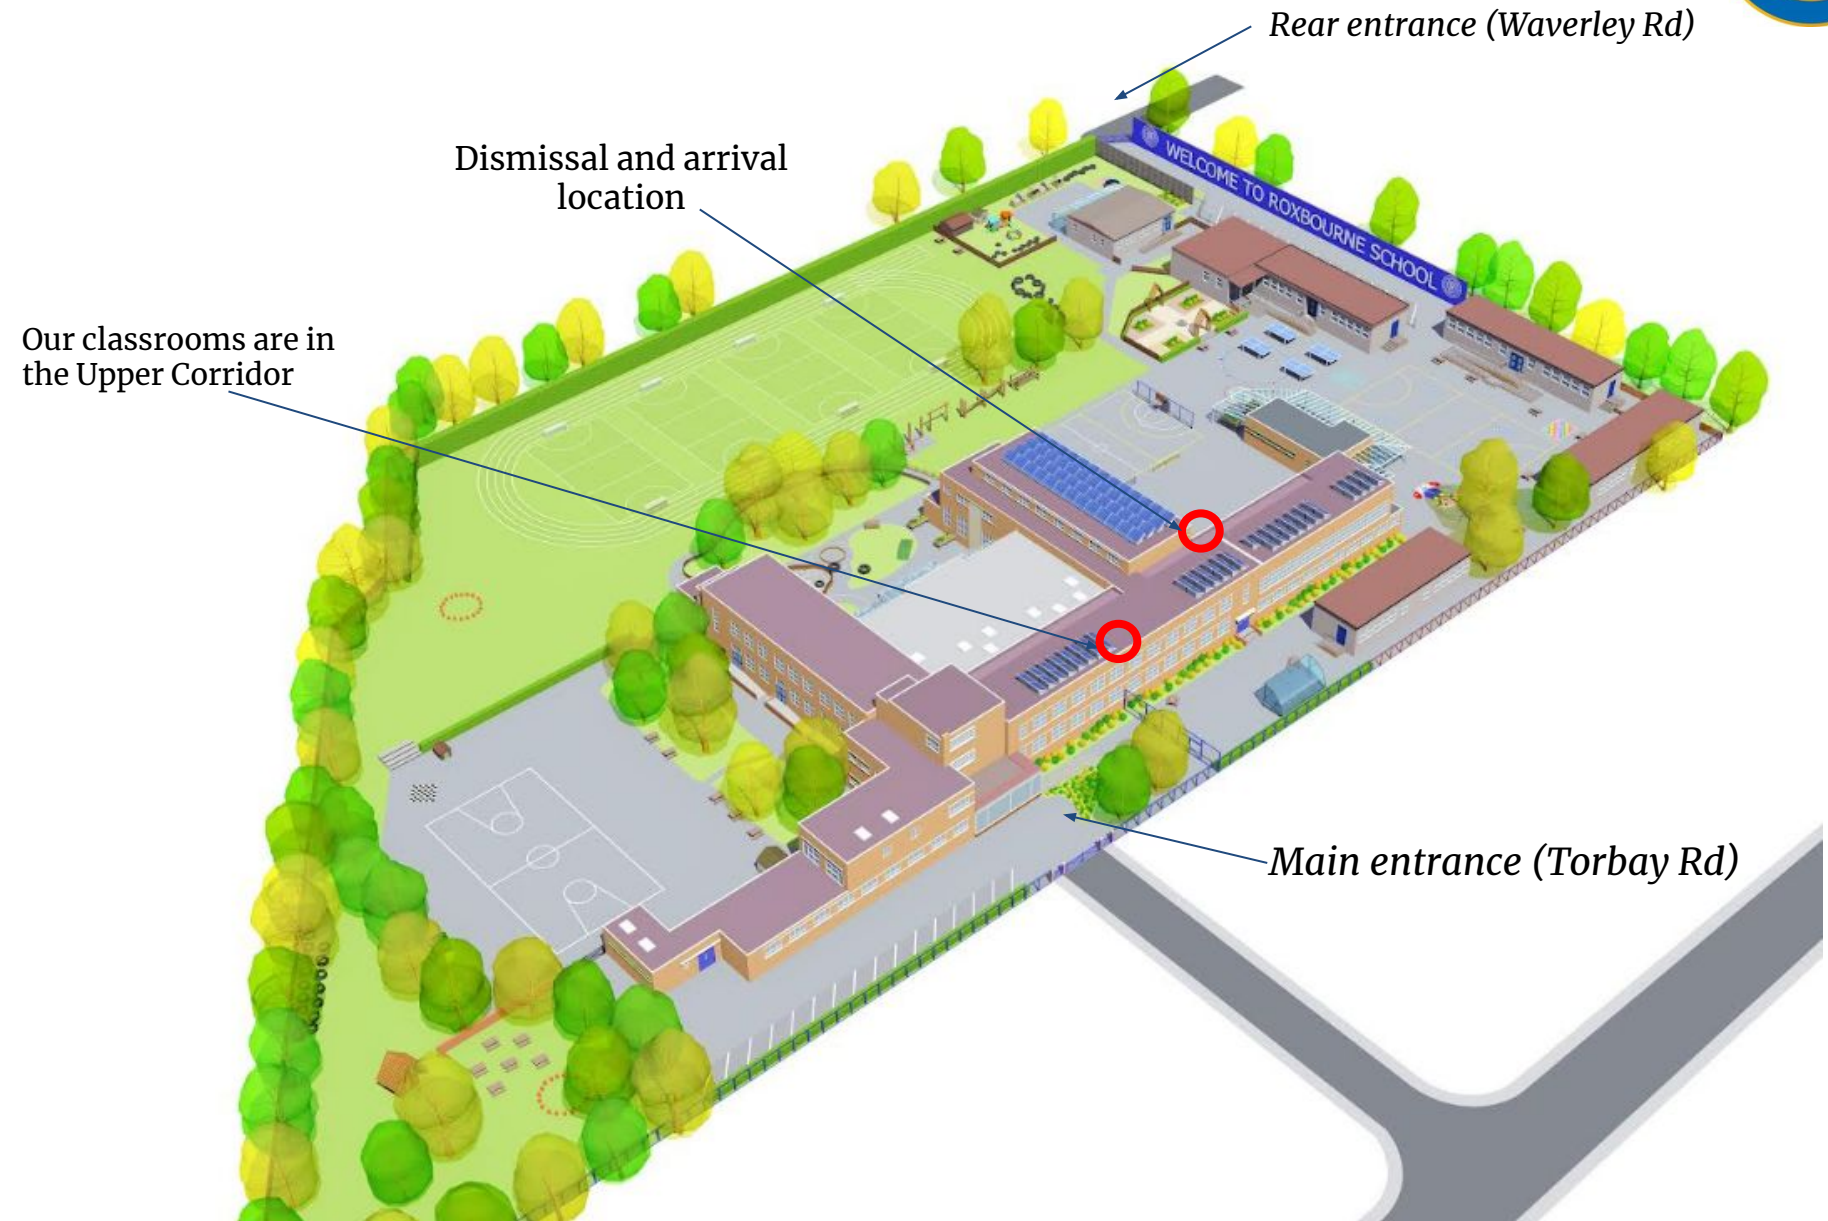 Rear entrance (Waverley Rd)
WELCOME TO ROXBOURNE SCHOOL
Dismissal and arrival
location
Our classrooms are in
the Upper Corridor
Main entrance (Torbay Rd)